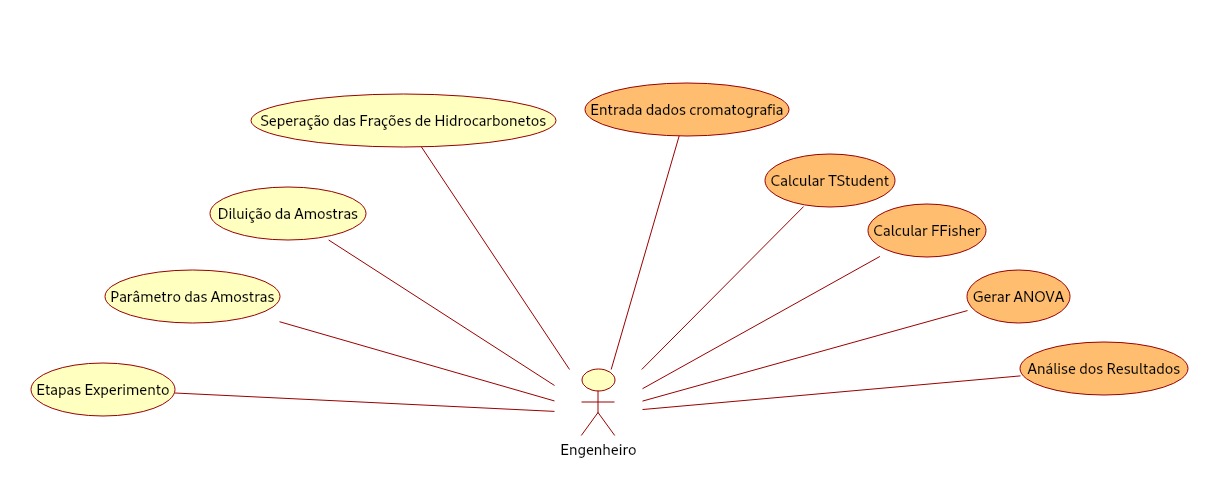 Entrada dados cromatografia
Seperação das Frações de Hidrocarbonetos
Calcular TStudent
Diluição da Amostras
Calcular FFisher
Parâmetro das Amostras
Gerar ANOVA
Análise dos Resultados
Etapas Experimento
Engenheiro